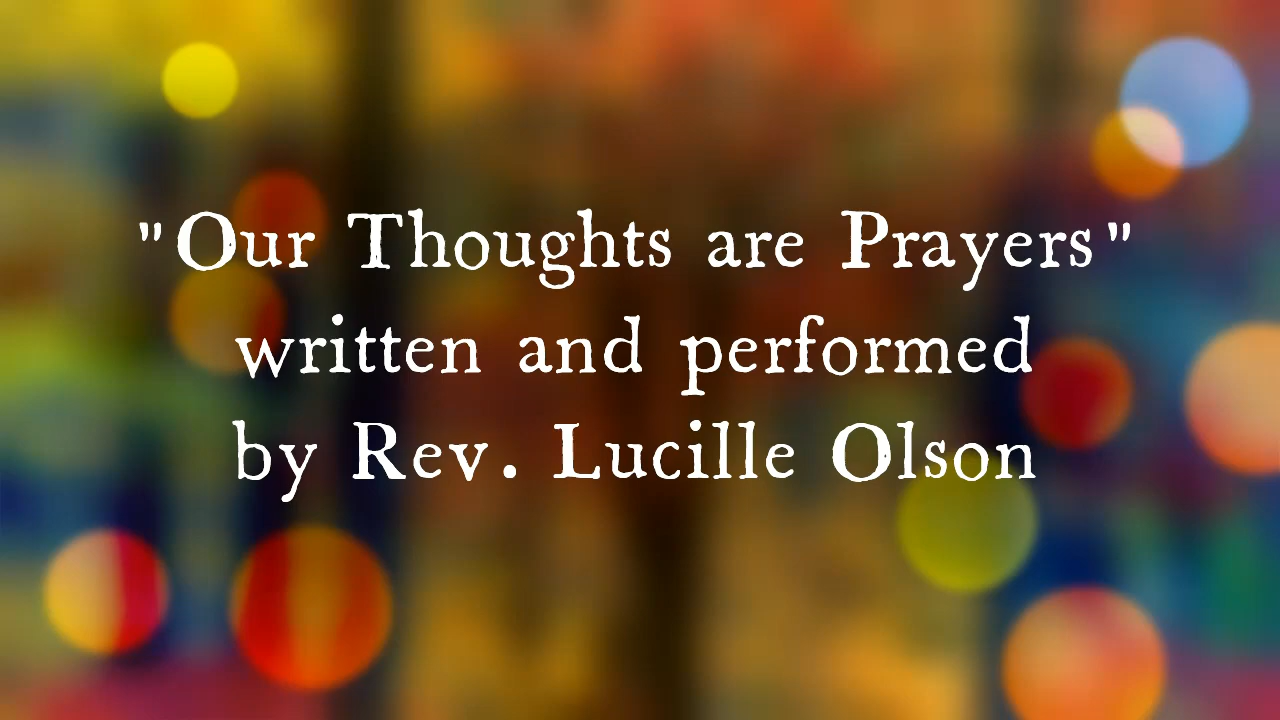 "Our Thoughts are Prayers"
written and performed
by Rev. Lucille Olson